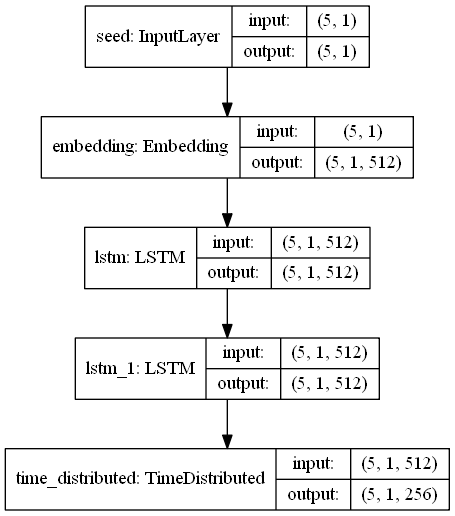 seed: InputLayer
input: (5, 1)
output: (5, 1)
embedding: Embedding
input: (5, 1)
output: (5, 1, 512)
lstm: LSTM
input: (5, 1, 512)
output: (5, 1, 512)
lstm_1: LSTM
input: (5, 1, 512)
output: (5, 1, 512)
time_distributed: TimeDistributed
input: (5, 1, 512)
output: (5, 1, 256)